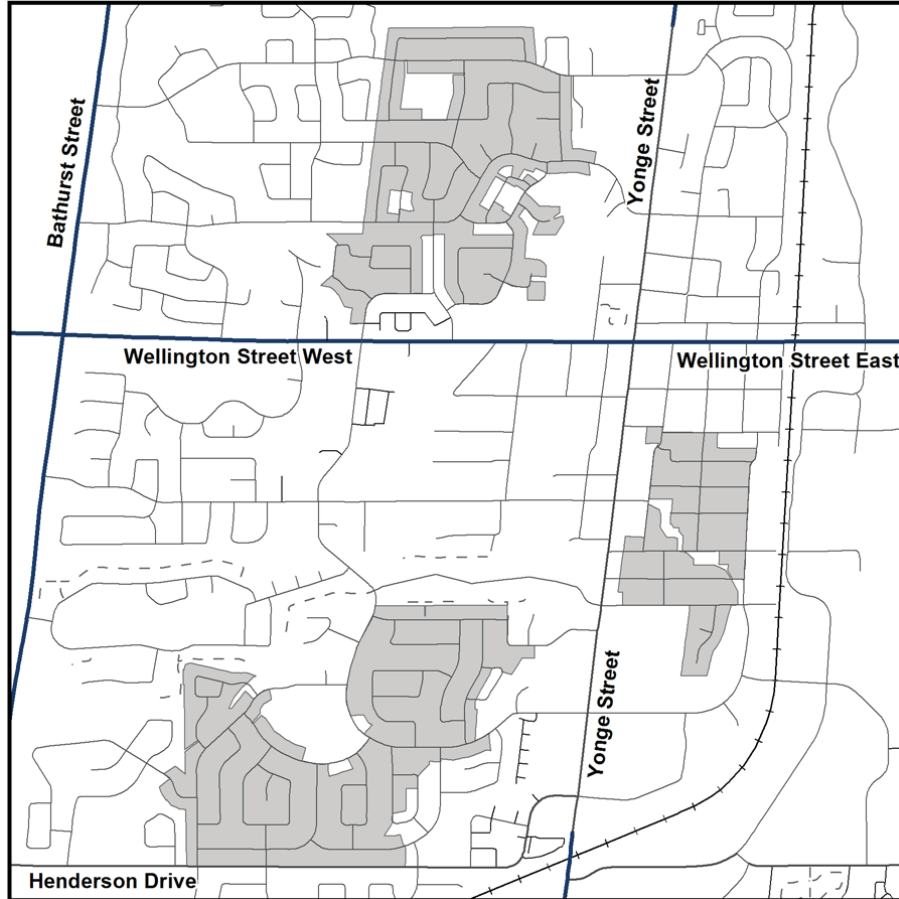 Bathurst Street
Yonge Street
Wellington Street West
Wellington Street East
Yonge Street
Henderson Drive